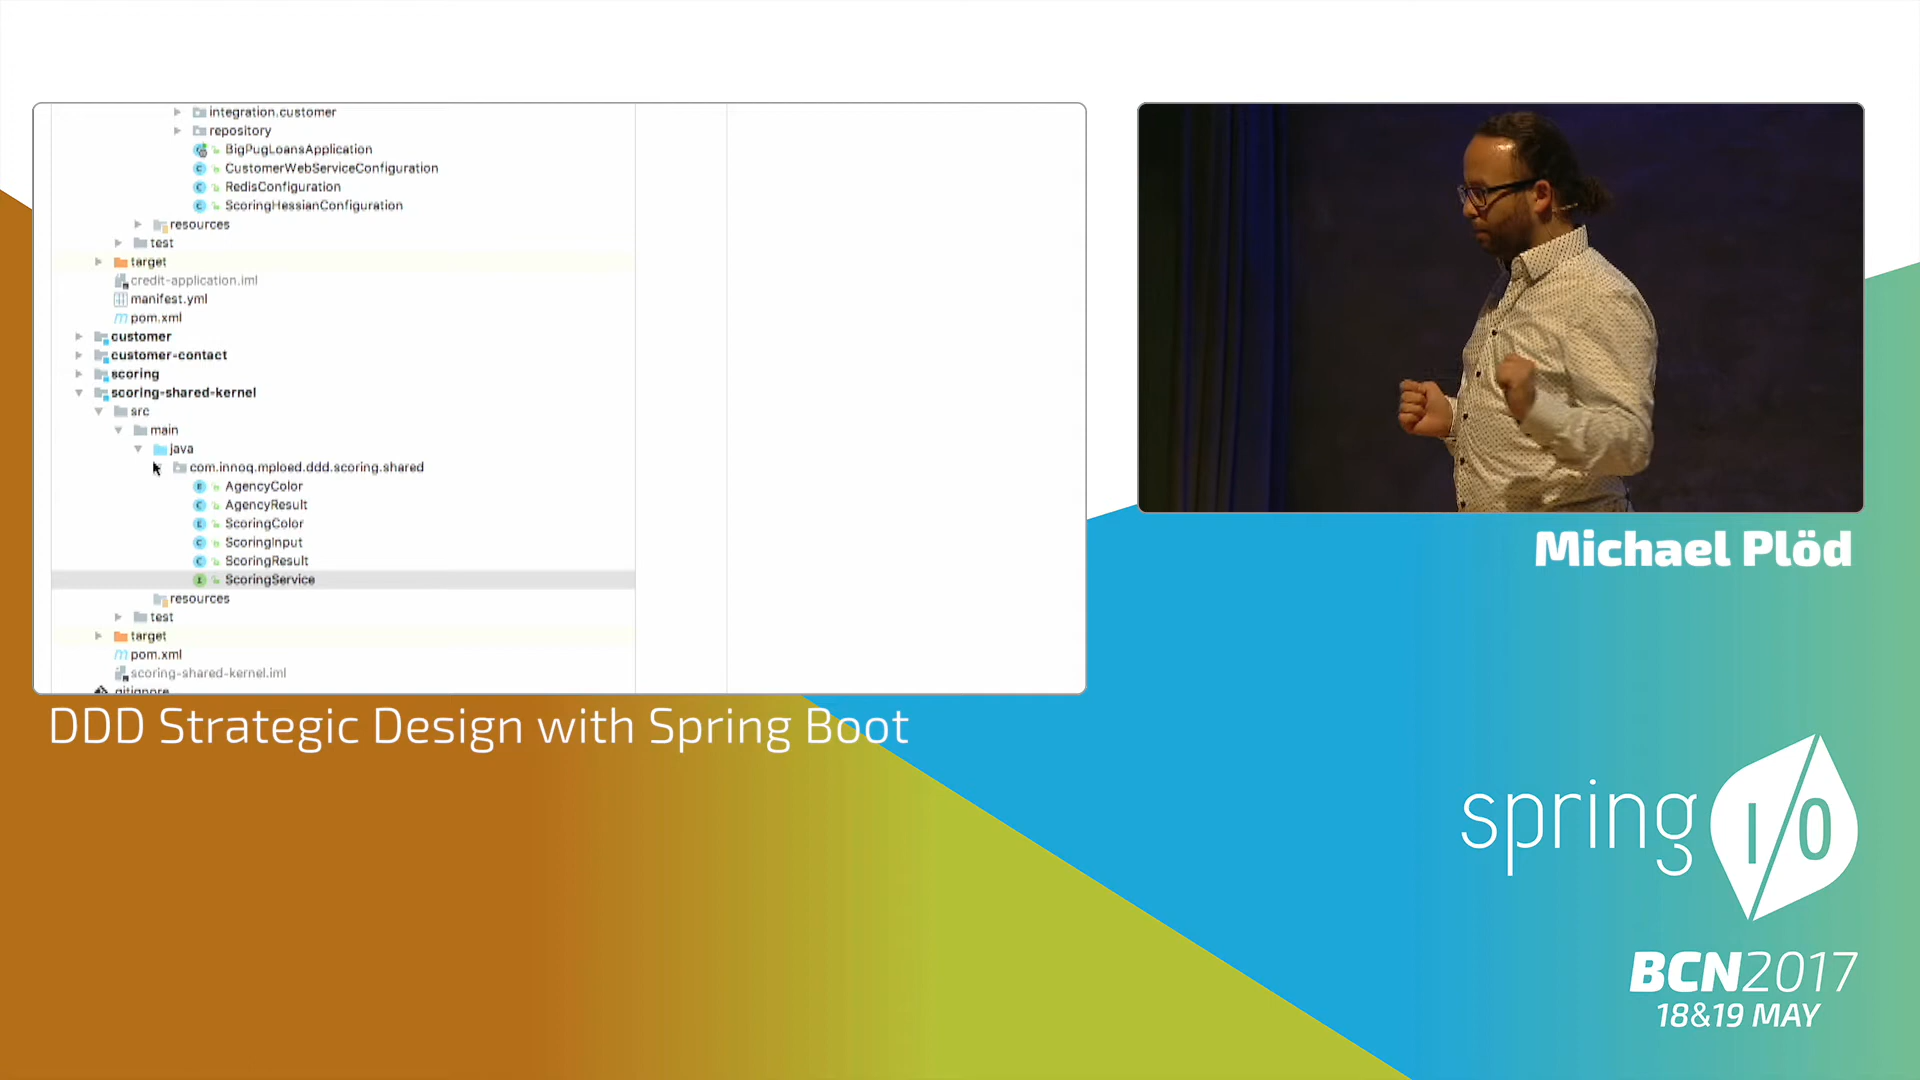 integration.customer
repository
BigPugLoansApplication
CustomerWebServiceConfiguration
RedisConfiguration
ScoringHessianConfiguration
resources
test
target
credit-application.iml
manifest.yml
pom.xml
customer
customer-contact
scoring
scoring-shared-kernel
src
main
java
com.innoq.mploed.ddd.scoring.shared
AgencyColor
AgencyResult
ScoringColor
ScoringInput
ScoringResult
ScoringService
resources
test
target
pom.xml
scoring-shared-kernel.iml
.gitignore
Michael Plöd
DDD Strategic Design with Spring Boot
spring I/O
BCN2017
18&19 MAY